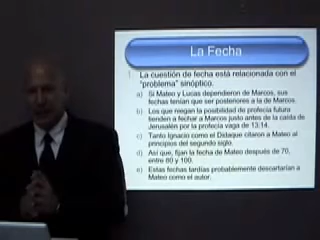 La Fecha
1. La cuestión de fecha está relacionada con el
"problema" sinóptico.
a) Si Mateo y Lucas dependieron de Marcos, sus
fechas tenían que ser posteriores a la de Marcos.
b) Los que niegan la posibilidad de profecía futura
tienden a fechar a Marcos justo antes de la caída de
Jerusalén por la profecía vaga de 13:14.
c) Tanto Ignacio como el Didaque citaron a Mateo al
principios del segundo siglo.
d) Así que, fijan la fecha de Mateo después de 70,
entre 80 y 100.
e) Estas fechas tardías probablemente descartarían a
Mateo como el autor.